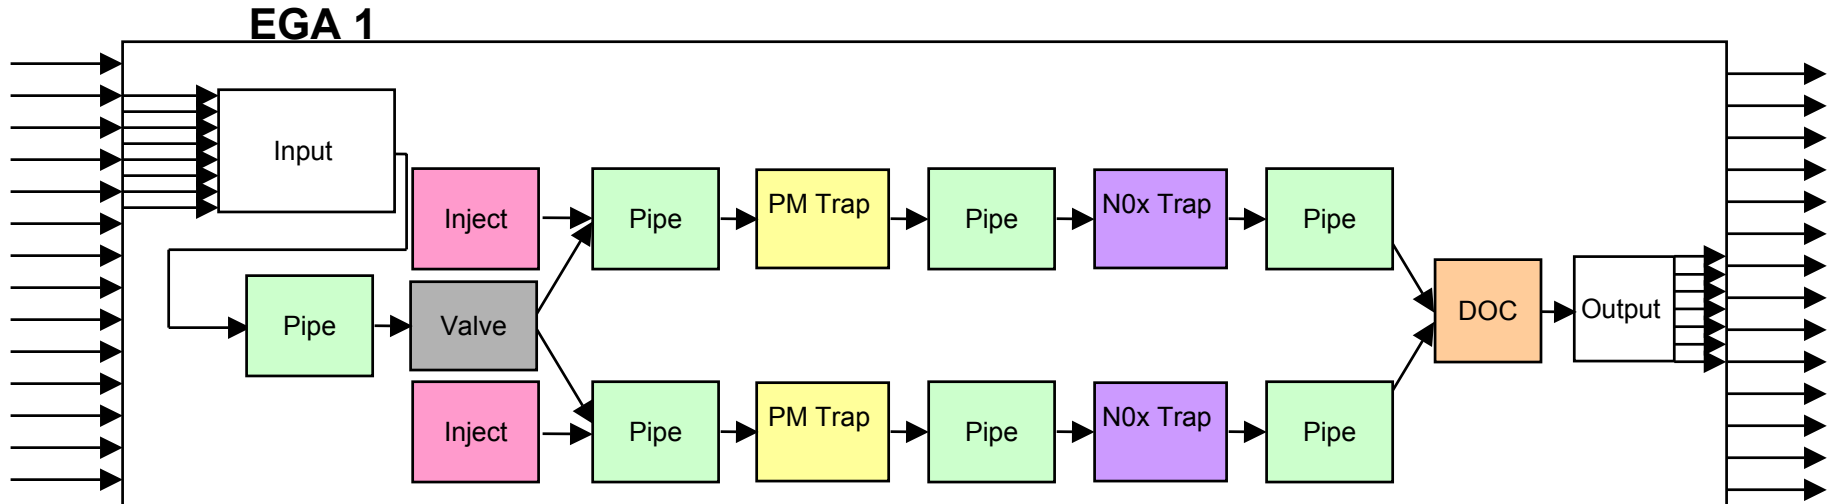 EGA 1
Input
Inject
Pipe
PM Trap
Pipe
N0x Trap
Pipe
Pipe
Valve
DOC
Output
Inject
Pipe
PM Trap
Pipe
N0x Trap
Pipe